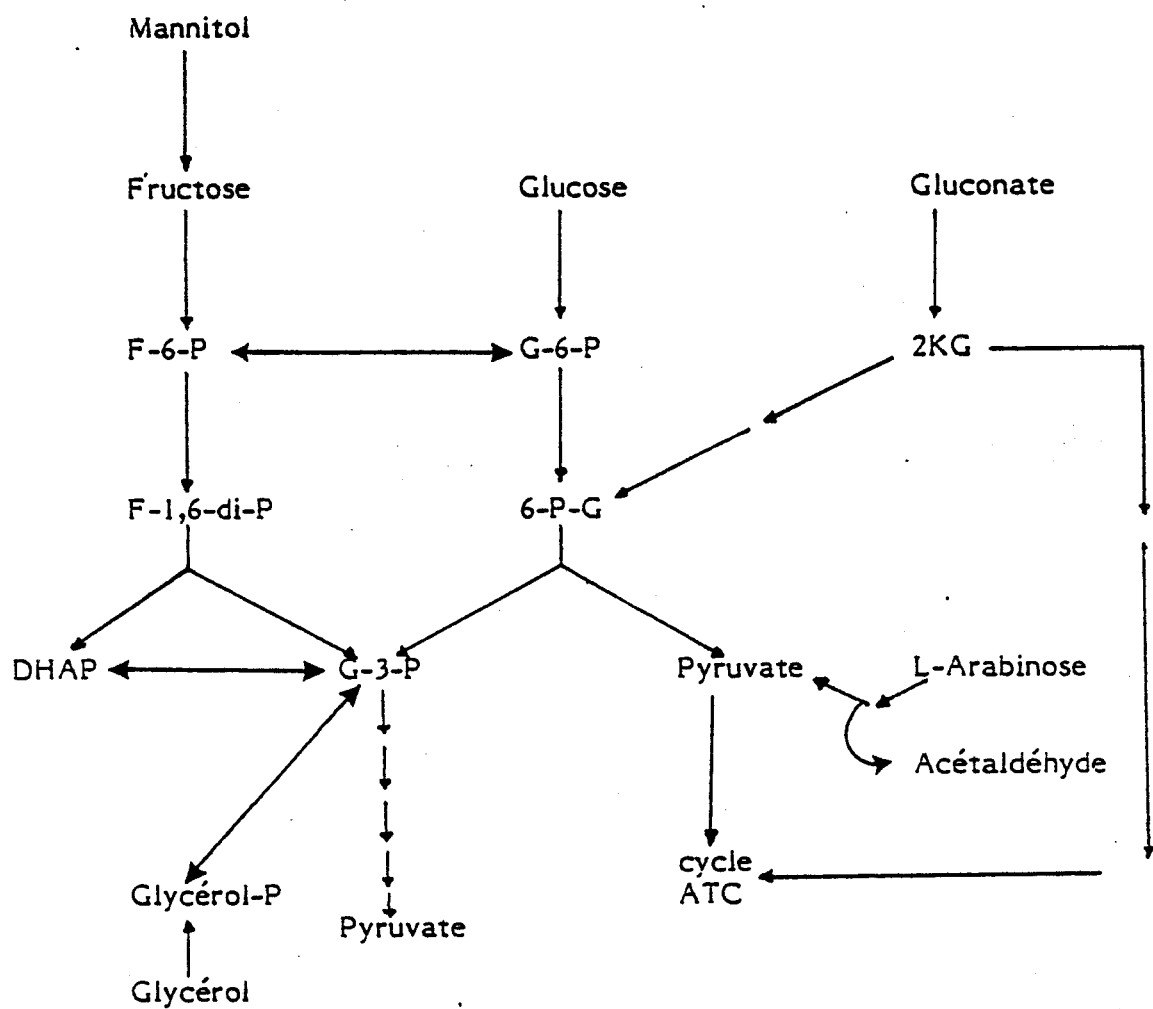 Mannitol
Fructose
Glucose
Gluconate
F-6-P
G-6-P
2KG
F-1,6-di-P
6-P-G
DHAP
G-3-P
Pyruvate
L-Arabinose
Acétaldéhyde
cycle
ATC
Glycérol-P
Pyruvate
Glycérol